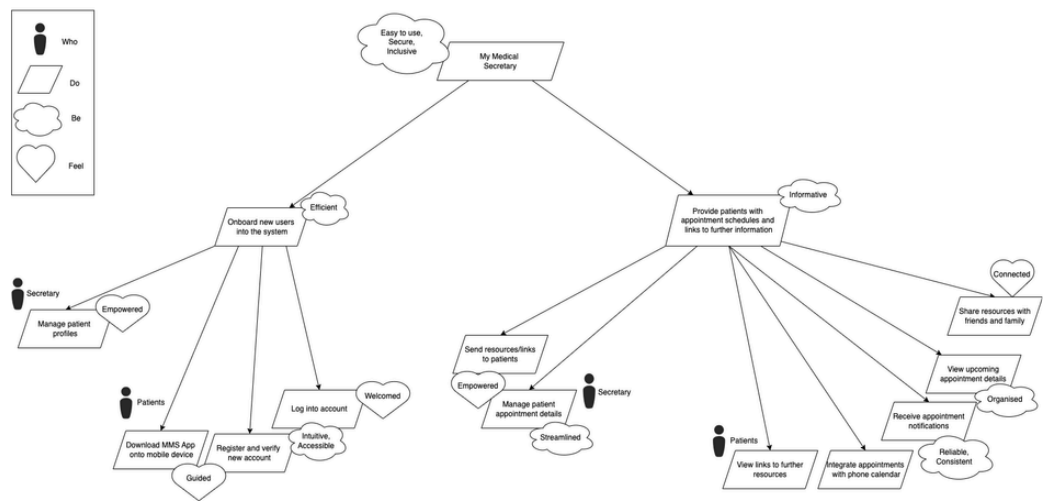 Who
Do
Be
Feel
Easy to use,
Secure,
Inclusive
My Medical
Secretary
Efficient
Onboard new users
into the system
Informative
Provide patients with
appointment schedules and
links to further information
Secretary
Empowered
Manage patient
profiles
Patients
Download MMS App
onto mobile device
Guided
Register and verify
new account
Intuitive,
Accessible
Log into account
Welcomed
Send resources/links
to patients
Empowered
Manage patient
appointment details
Secretary
Streamlined
Patients
View links to further
resources
Integrate appointments
with phone calendar
Receive appointment
notifications
Reliable,
Consistent
View upcoming
appointment details
Organised
Connected
Share resources with
friends and family